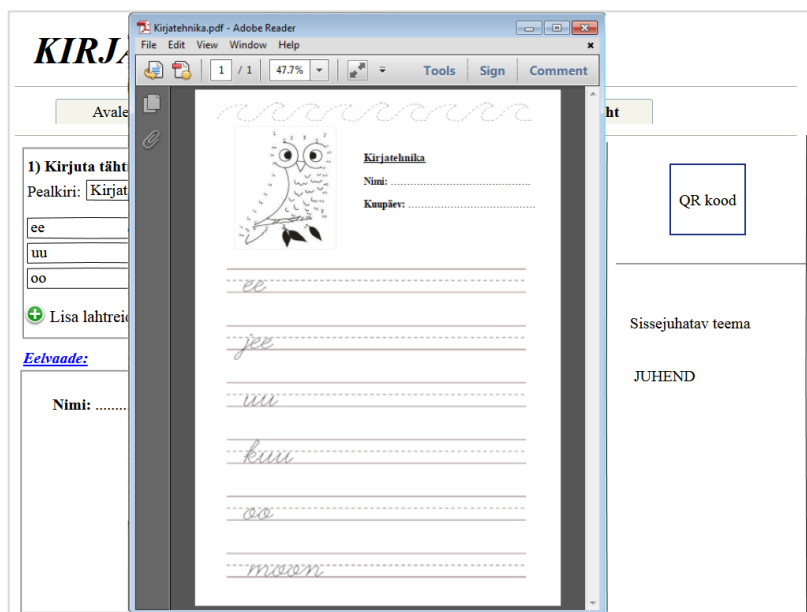 KIRJA
Kirjatehnika.pdf - Adobe Reader
File Edit View Window Help
1 / 1 47.7% Tools Sign Comment
Avale
ht
1) Kirjuta täht
Pealkiri: Kirjat
ee
uu
oo
Lisa lahtreid
Eelvaade:
Nimi: .........
Kirjatehnika
Nimi: ......................................................
Kuupäev: .................................................
ee
jee
uu
kuu
oo
moon
QR kood
Sissejuhatav teema
JUHEND